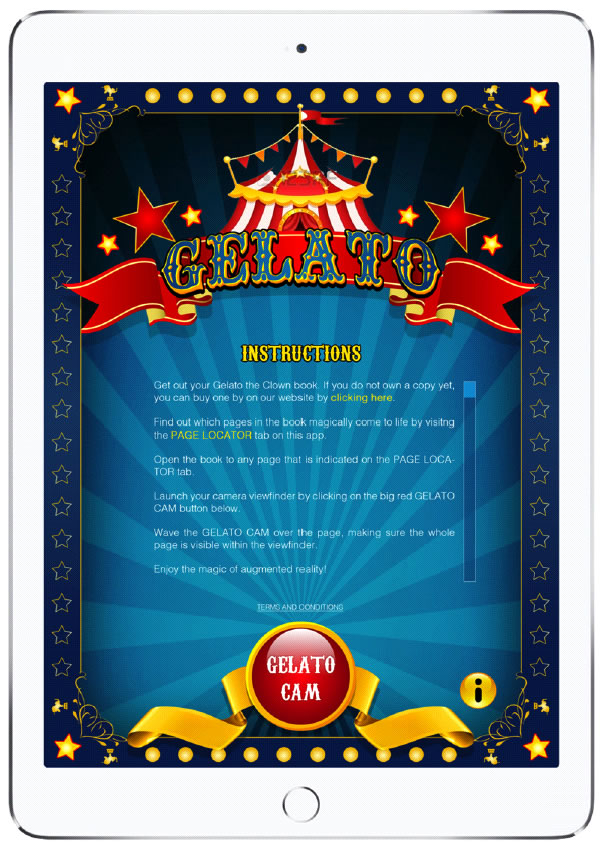 GELATO
INSTRUCTIONS
Get out your Gelato the Clown book. If you do not own a copy yet,
you can buy one by on our website by clicking here.
Find out which pages in the book magically come to life by visitng
the PAGE LOCATOR tab on this app.
Open the book to any page that is indicated on the PAGE LOCA-
TOR tab.
Launch your camera viewfinder by clicking on the big red GELATO
CAM button below.
Wave the GELATO CAM over the page, making sure the whole
page is visible within the viewfinder.
Enjoy the magic of augmented reality!
TERMS AND CONDITIONS
GELATO
CAM
i